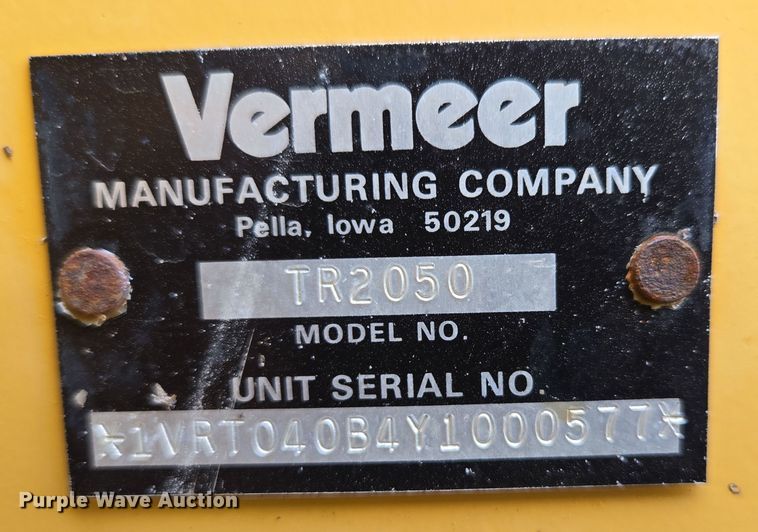 Vermeer
MANUFACTURING COMPANY
Pella, Iowa 50219
TR2050
MODEL NO.
UNIT SERIAL NO.
*1VRT040B4Y1000577*
Purple Wave Auction